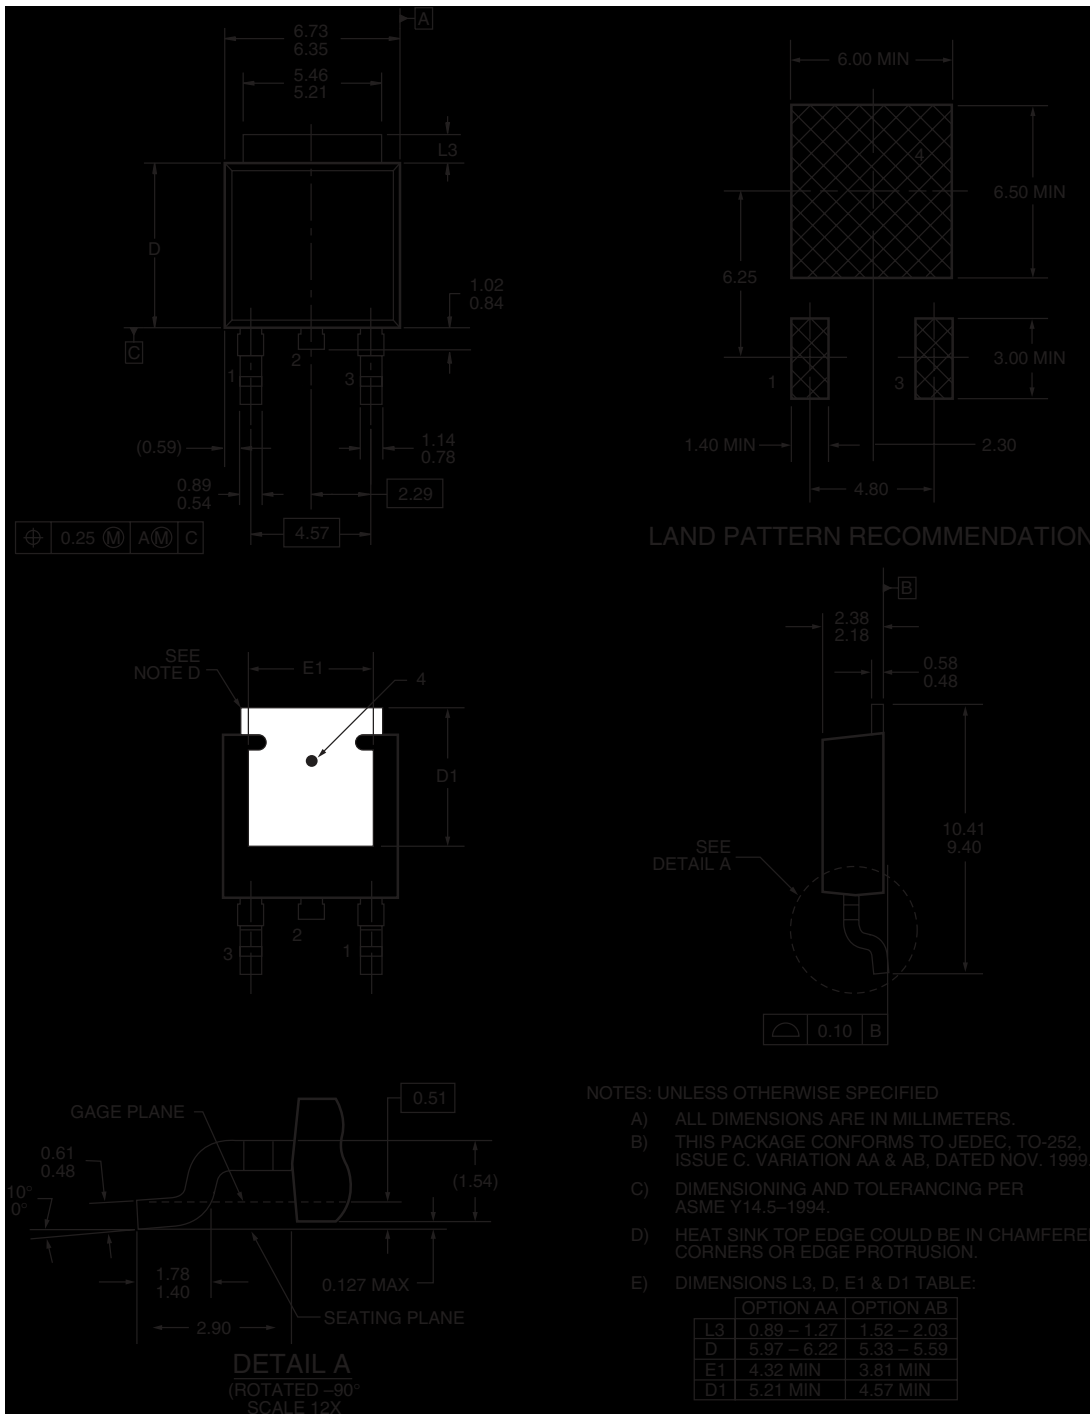 6.73
6.35
A
5.46
5.21
L3
D
1.02
0.84
C
1
2
3
(0.59)
1.14
0.78
0.89
0.54
2.29
4.57
0.25 M A M C
6.00 MIN
4
6.50 MIN
6.25
3.00 MIN
1
3
1.40 MIN
2.30
4.80
LAND PATTERN RECOMMENDATION
SEE
NOTE D
E1
4
D1
3
2
1
B
2.38
2.18
0.58
0.48
10.41
9.40
SEE
DETAIL A
0.10 B
GAGE PLANE
0.51
0.61
0.48
10°
0°
(1.54)
1.78
1.40
0.127 MAX
2.90
SEATING PLANE
DETAIL A
(ROTATED –90°
SCALE 12X
NOTES: UNLESS OTHERWISE SPECIFIED
A) ALL DIMENSIONS ARE IN MILLIMETERS.
B) THIS PACKAGE CONFORMS TO JEDEC, TO-252,
ISSUE C. VARIATION AA & AB, DATED NOV. 1999
C) DIMENSIONING AND TOLERANCING PER
ASME Y14.5–1994.
D) HEAT SINK TOP EDGE COULD BE IN CHAMFERE
CORNERS OR EDGE PROTRUSION.
E) DIMENSIONS L3, D, E1 & D1 TABLE:
OPTION AA OPTION AB
L3 0.89 – 1.27 1.52 – 2.03
D 5.97 – 6.22 5.33 – 5.59
E1 4.32 MIN 3.81 MIN
D1 5.21 MIN 4.57 MIN